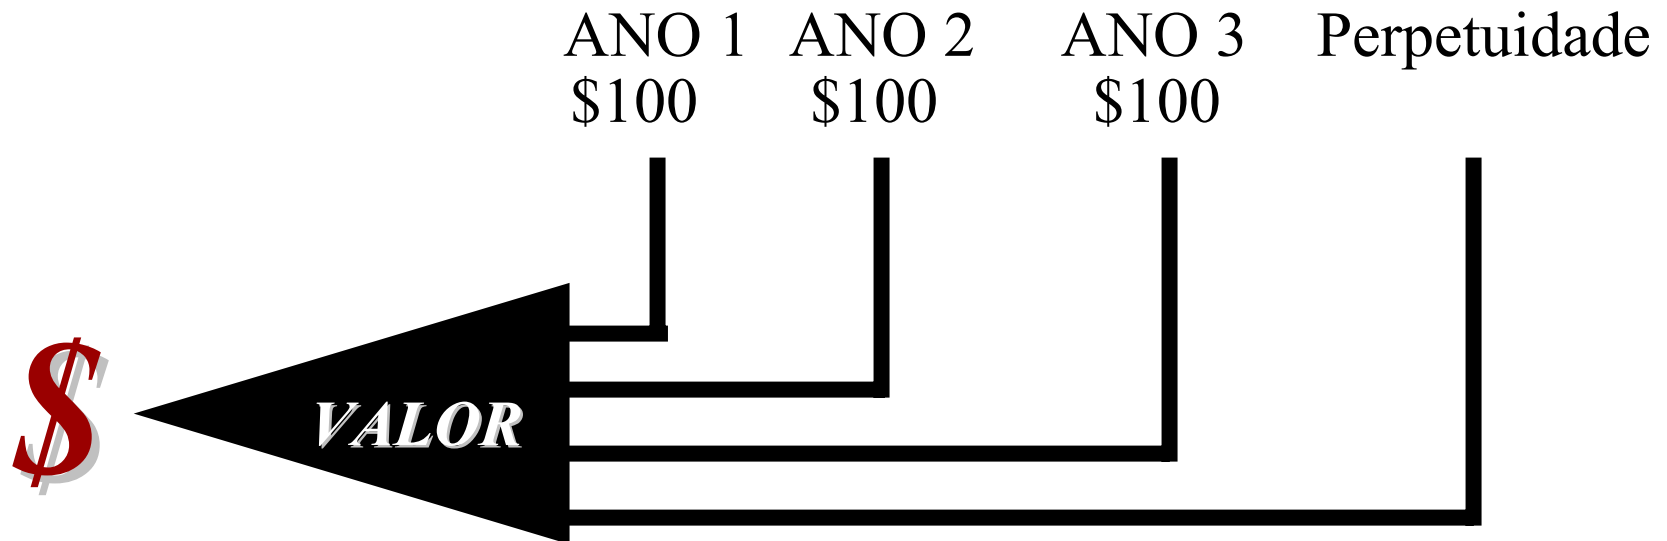 ANO 1 ANO 2 ANO 3 Perpetuidade
$100 $100 $100
$
VALOR